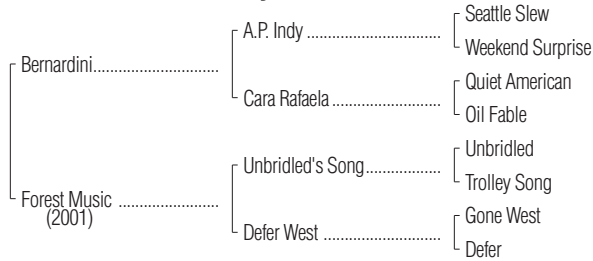 Seattle Slew
A.P. Indy ................................
Weekend Surprise
Bernardini..............................
Quiet American
Cara Rafaela ..........................
Oil Fable
Unbridled
Unbridled's Song..................
Trolley Song
Forest Music ........................
(2001)
Gone West
Defer West ............................
Defer